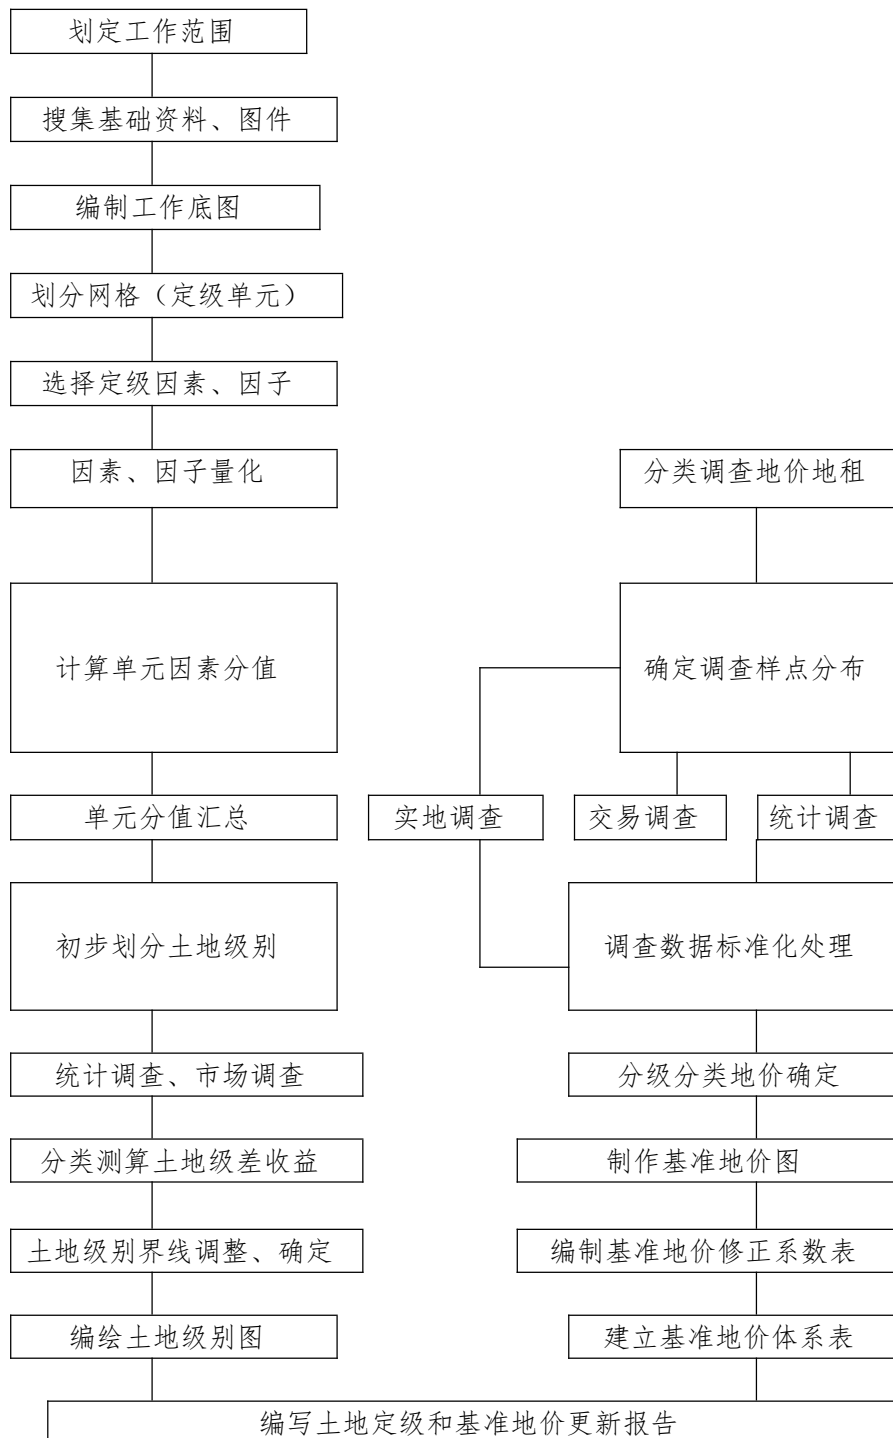 划定工作范围
搜集基础资料、图件
编制工作底图
划分网格（定级单元）
选择定级因素、因子
因素、因子量化
分类调查地价地租
计算单元因素分值
确定调查样点分布
单元分值汇总
实地调查
交易调查
统计调查
初步划分土地级别
调查数据标准化处理
统计调查、市场调查
分级分类地价确定
分类测算土地级差收益
制作基准地价图
土地级别界线调整、确定
编制基准地价修正系数表
编绘土地级别图
建立基准地价体系表
编写土地定级和基准地价更新报告